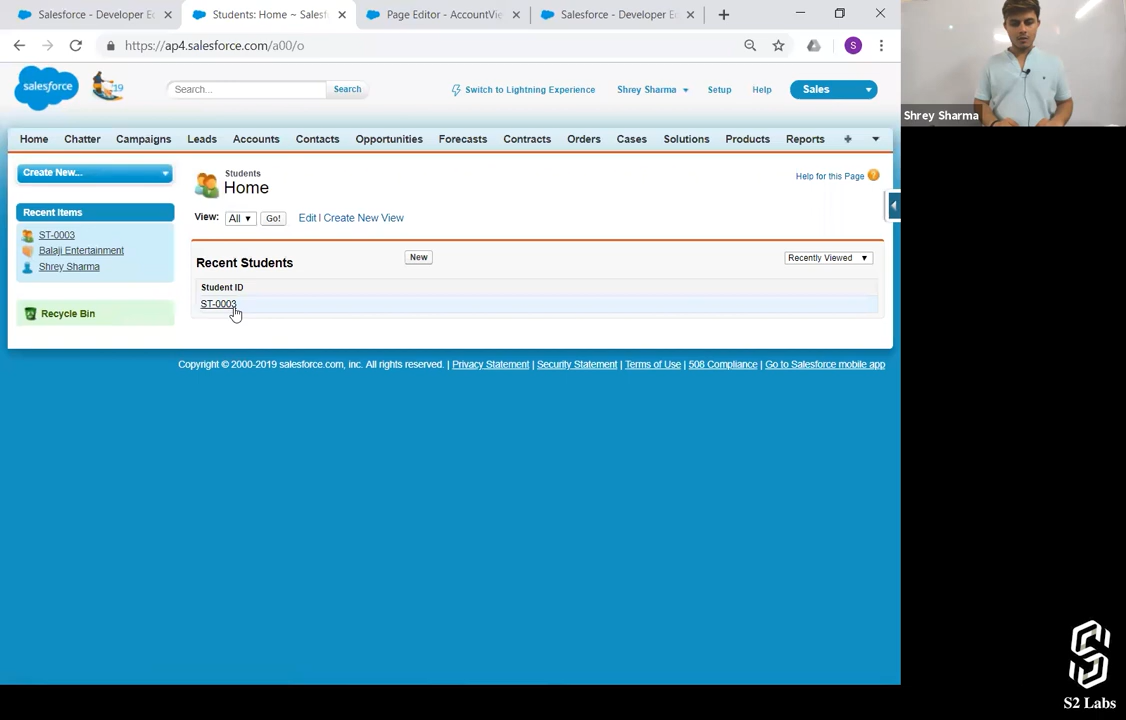 Salesforce - Developer Ec
Students: Home ~ Salesf
Page Editor - AccountVie
Salesforce - Developer E
https://ap4.salesforce.com/a00/o
S
salesforce
19
Search...
Search
Switch to Lightning Experience
Shrey Sharma
Setup
Help
Sales
Shrey Sharma
Home
Chatter
Campaigns
Leads
Accounts
Contacts
Opportunities
Forecasts
Contracts
Orders
Cases
Solutions
Products
Reports
+
Create New...
Recent Items
ST-0003
Balaji Entertainment
Shrey Sharma
Recycle Bin
Students
Home
Help for this Page ?
View: All Go! Edit | Create New View
Recent Students
New
Recently Viewed
Student ID
ST-0003
Copyright © 2000-2019 salesforce.com, inc. All rights reserved. | Privacy Statement | Security Statement | Terms of Use | 508 Compliance | Go to Salesforce mobile app
S2 Labs